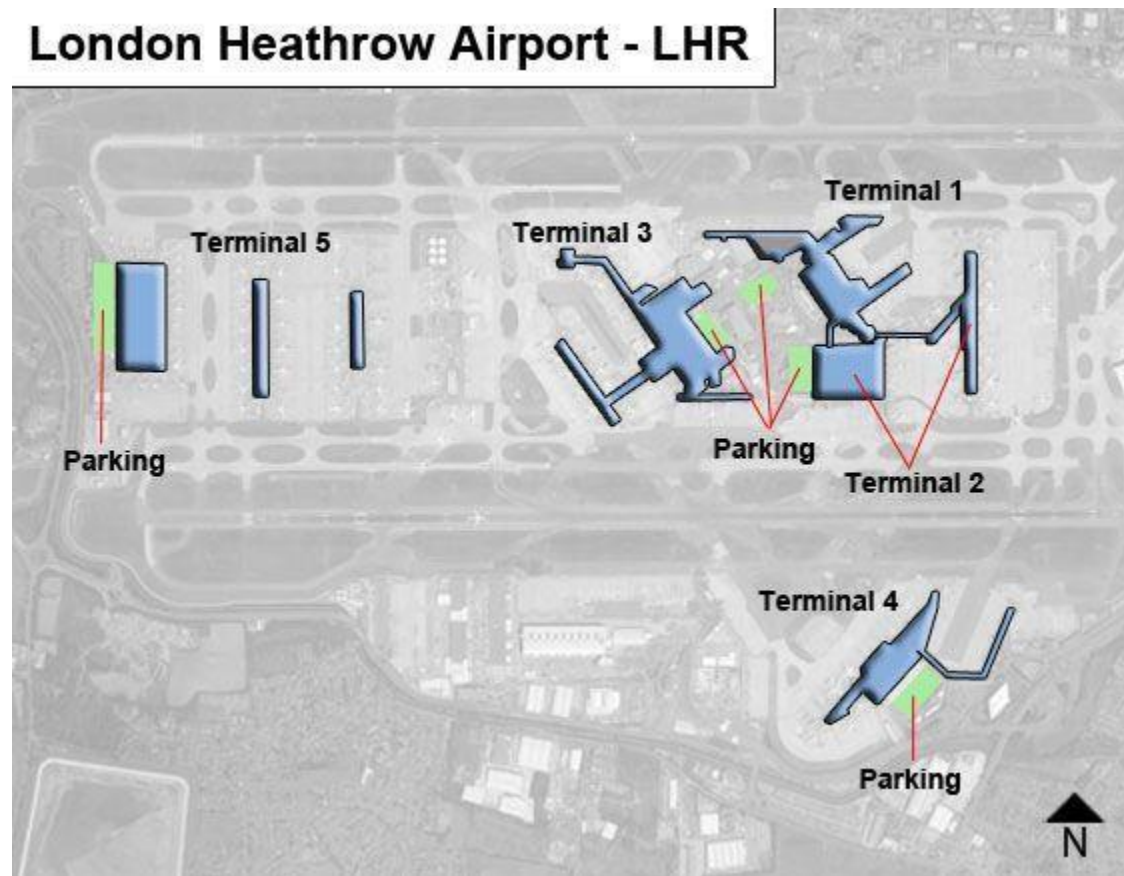 London Heathrow Airport - LHR
Terminal 1
Terminal 3
Terminal 5
Parking
Parking
Terminal 2
Terminal 4
Parking
N